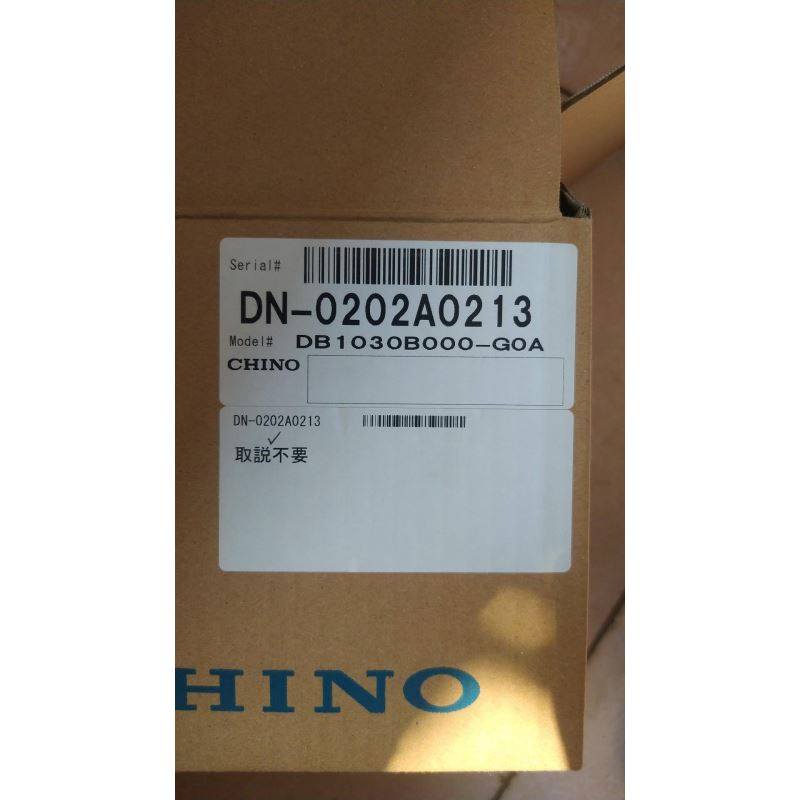 Serial#
DN-0202A0213
Model# DB1030B000-G0A
CHINO
DN-0202A0213
取説不要
HINO